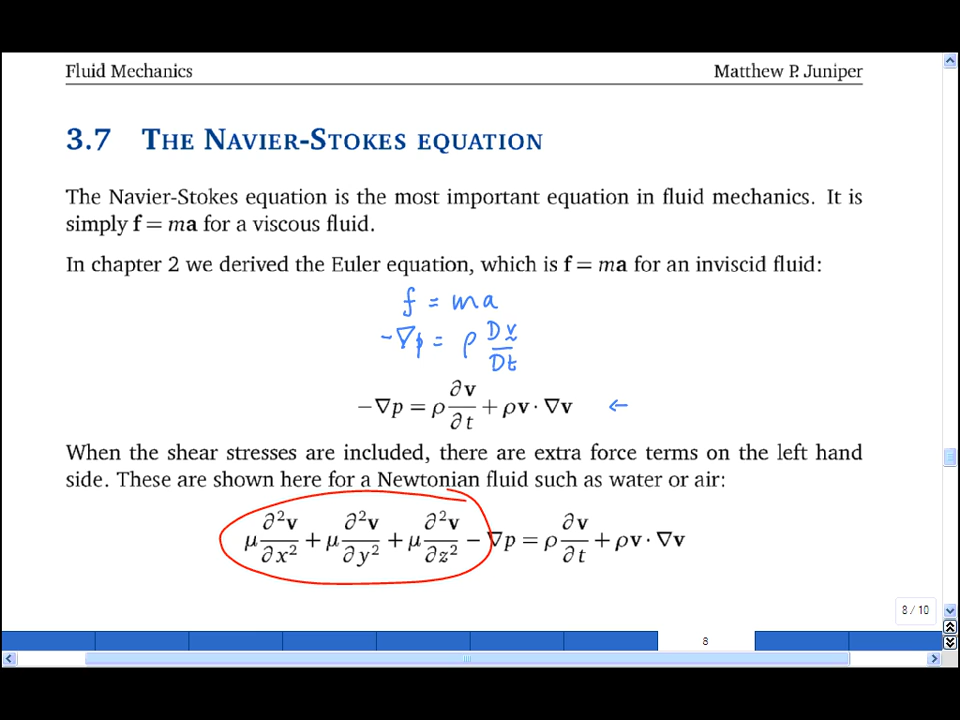 Fluid Mechanics Matthew P. Juniper
3.7 THE NAVIER-STOKES EQUATION
The Navier-Stokes equation is the most important equation in fluid mechanics. It is
simply f = ma for a viscous fluid.
In chapter 2 we derived the Euler equation, which is f = ma for an inviscid fluid:
f = ma
-∇p = ρ Dv/Dt
−∇p = ρ ∂v/∂t + ρv · ∇v ←
When the shear stresses are included, there are extra force terms on the left hand
side. These are shown here for a Newtonian fluid such as water or air:
μ ∂²v/∂x² + μ ∂²v/∂y² + μ ∂²v/∂z² − ∇p = ρ ∂v/∂t + ρv · ∇v
8 / 10
8